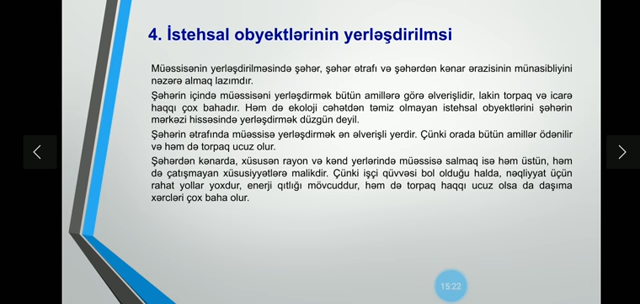 4. İstehsal obyektlərinin yerləşdirilmsi
Müəssisənin yerləşdirilməsində şəhər, şəhər ətrafı və şəhərdən kənar ərazisinin münasibliyini
nəzərə almaq lazımdır.
Şəhərin içində müəssisəni yerləşdirmək bütün amillərə görə əlverişlidir, lakin torpaq və icarə
haqqı çox bahadır. Həm də ekoloji cəhətdən təmiz olmayan istehsal obyektlərini şəhərin
mərkəzi hissəsində yerləşdirmək düzgün deyil.
Şəhərin ətrafında müəssisə yerləşdirmək ən əlverişli yerdir. Çünki orada bütün amillər ödənilir
və həm də torpaq ucuz olur.
Şəhərdən kənarda, xüsusən rayon və kənd yerlərində müəssisə salmaq isə həm üstün, həm
də çatışmayan xüsusiyyətlərə malikdir. Çünki işçi qüvvəsi bol olduğu halda, nəqliyyat üçün
rahat yollar yoxdur, enerji qıtlığı mövcuddur, həm də torpaq haqqı ucuz olsa da daşıma
xərcləri çox baha olur.
15:22